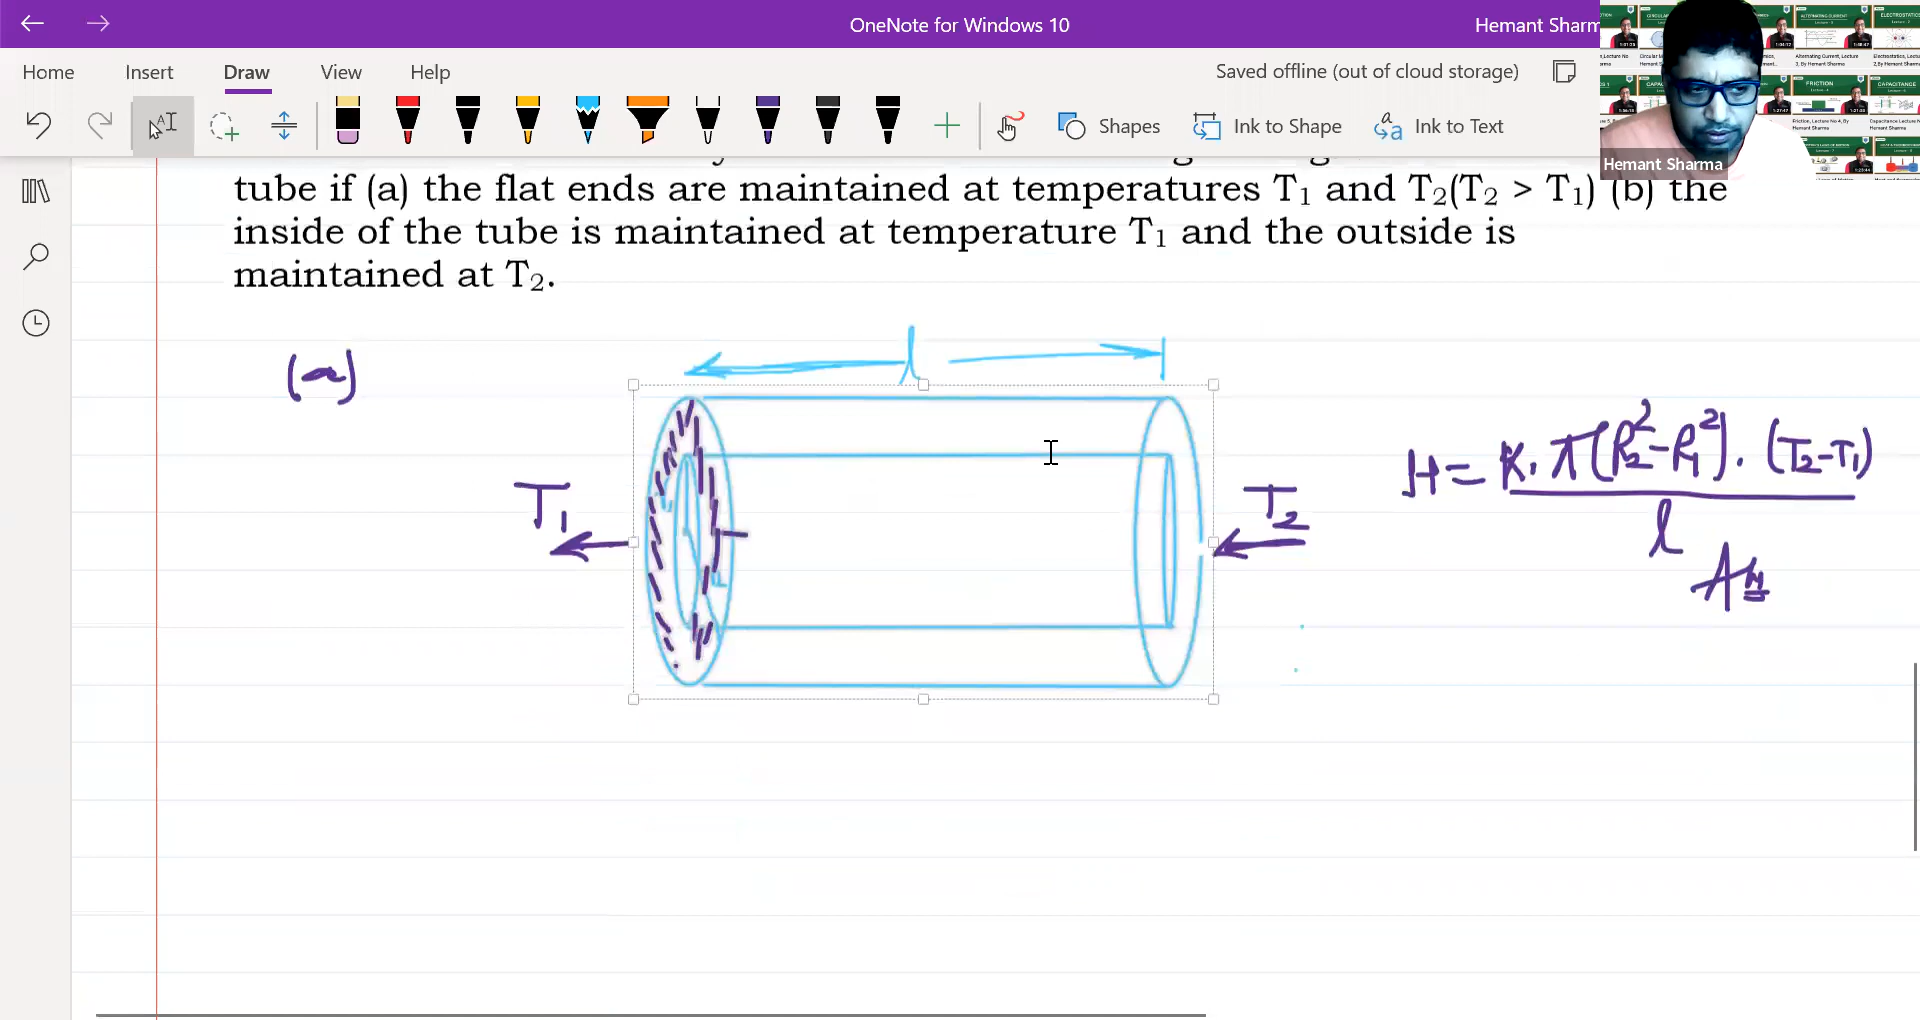 OneNote for Windows 10
Hemant Sharm
Home Insert Draw View Help
Saved offline (out of cloud storage)
Shapes Ink to Shape Ink to Text
Hemant Sharma
tube if (a) the flat ends are maintained at temperatures T₁ and T₂(T₂ > T₁) (b) the
inside of the tube is maintained at temperature T₁ and the outside is
maintained at T₂.
(a)
l
T₁
T₂
H = K. π(R₂²-R₁²). (T₂-T₁)
l
Ans